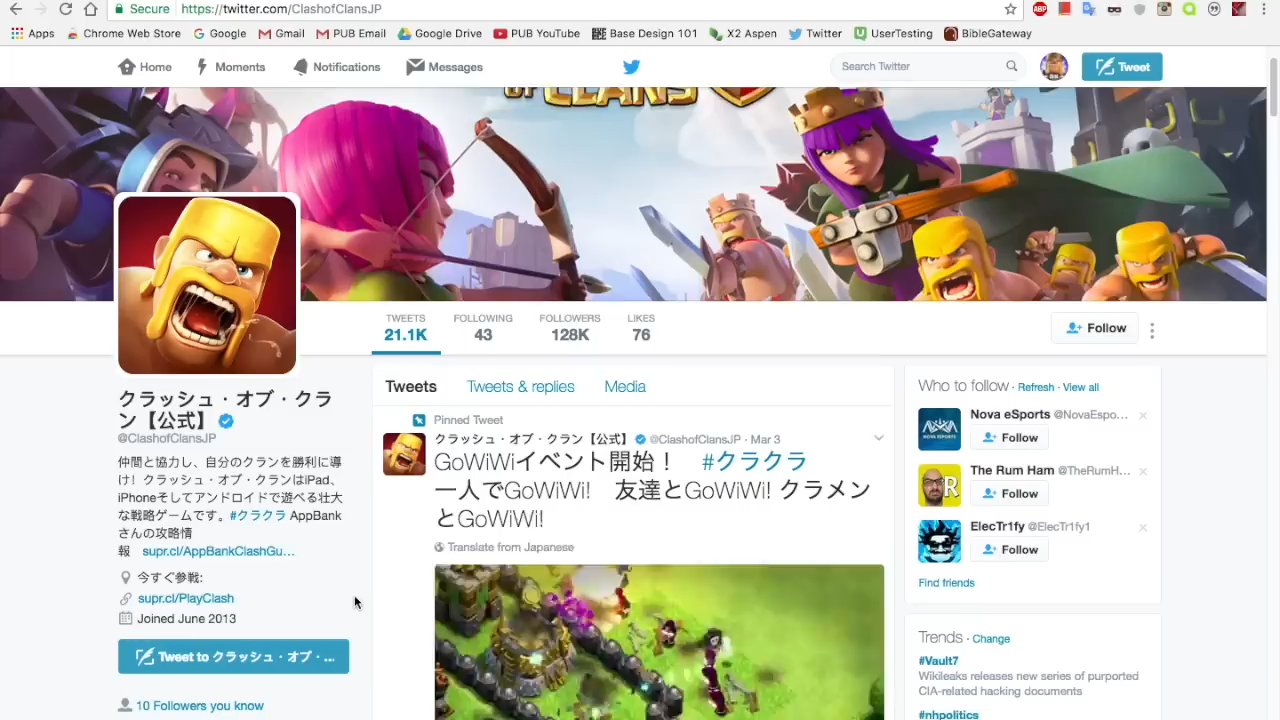 Secure https://twitter.com/ClashofClansJP
ABP
Apps Chrome Web Store Google Gmail PUB Email Google Drive PUB YouTube Base Design 101 X2 Aspen Twitter UserTesting BibleGateway
Home Moments Notifications Messages Search Twitter Tweet
OF CLANS
TWEETS FOLLOWING FOLLOWERS LIKES
21.1K 43 128K 76
Follow
クラッシュ・オブ・クラ
ン【公式】
@ClashofClansJP
仲間と協力し、自分のクランを勝利に導
け！クラッシュ・オブ・クランはiPad、
iPhoneそしてアンドロイドで遊べる壮大
な戦略ゲームです。#クラクラ AppBank
さんの攻略情
報 supr.cl/AppBankClashGu…
今すぐ参戦:
supr.cl/PlayClash
Joined June 2013
Tweet to クラッシュ・オブ・...
10 Followers you know
Tweets Tweets & replies Media
Pinned Tweet
クラッシュ・オブ・クラン【公式】 @ClashofClansJP · Mar 3
GoWiWiイベント開始！ #クラクラ
一人でGoWiWi! 友達とGoWiWi! クラメン
とGoWiWi!
Translate from Japanese
Who to follow · Refresh · View all
Nova eSports @NovaEspo...
NOVA ESPORTS
Follow
The Rum Ham @TheRumH...
R
Follow
ElecTr1fy @ElecTr1fy1
Follow
Find friends
Trends · Change
#Vault7
Wikileaks releases new series of purported
CIA-related hacking documents
#nhpolitics